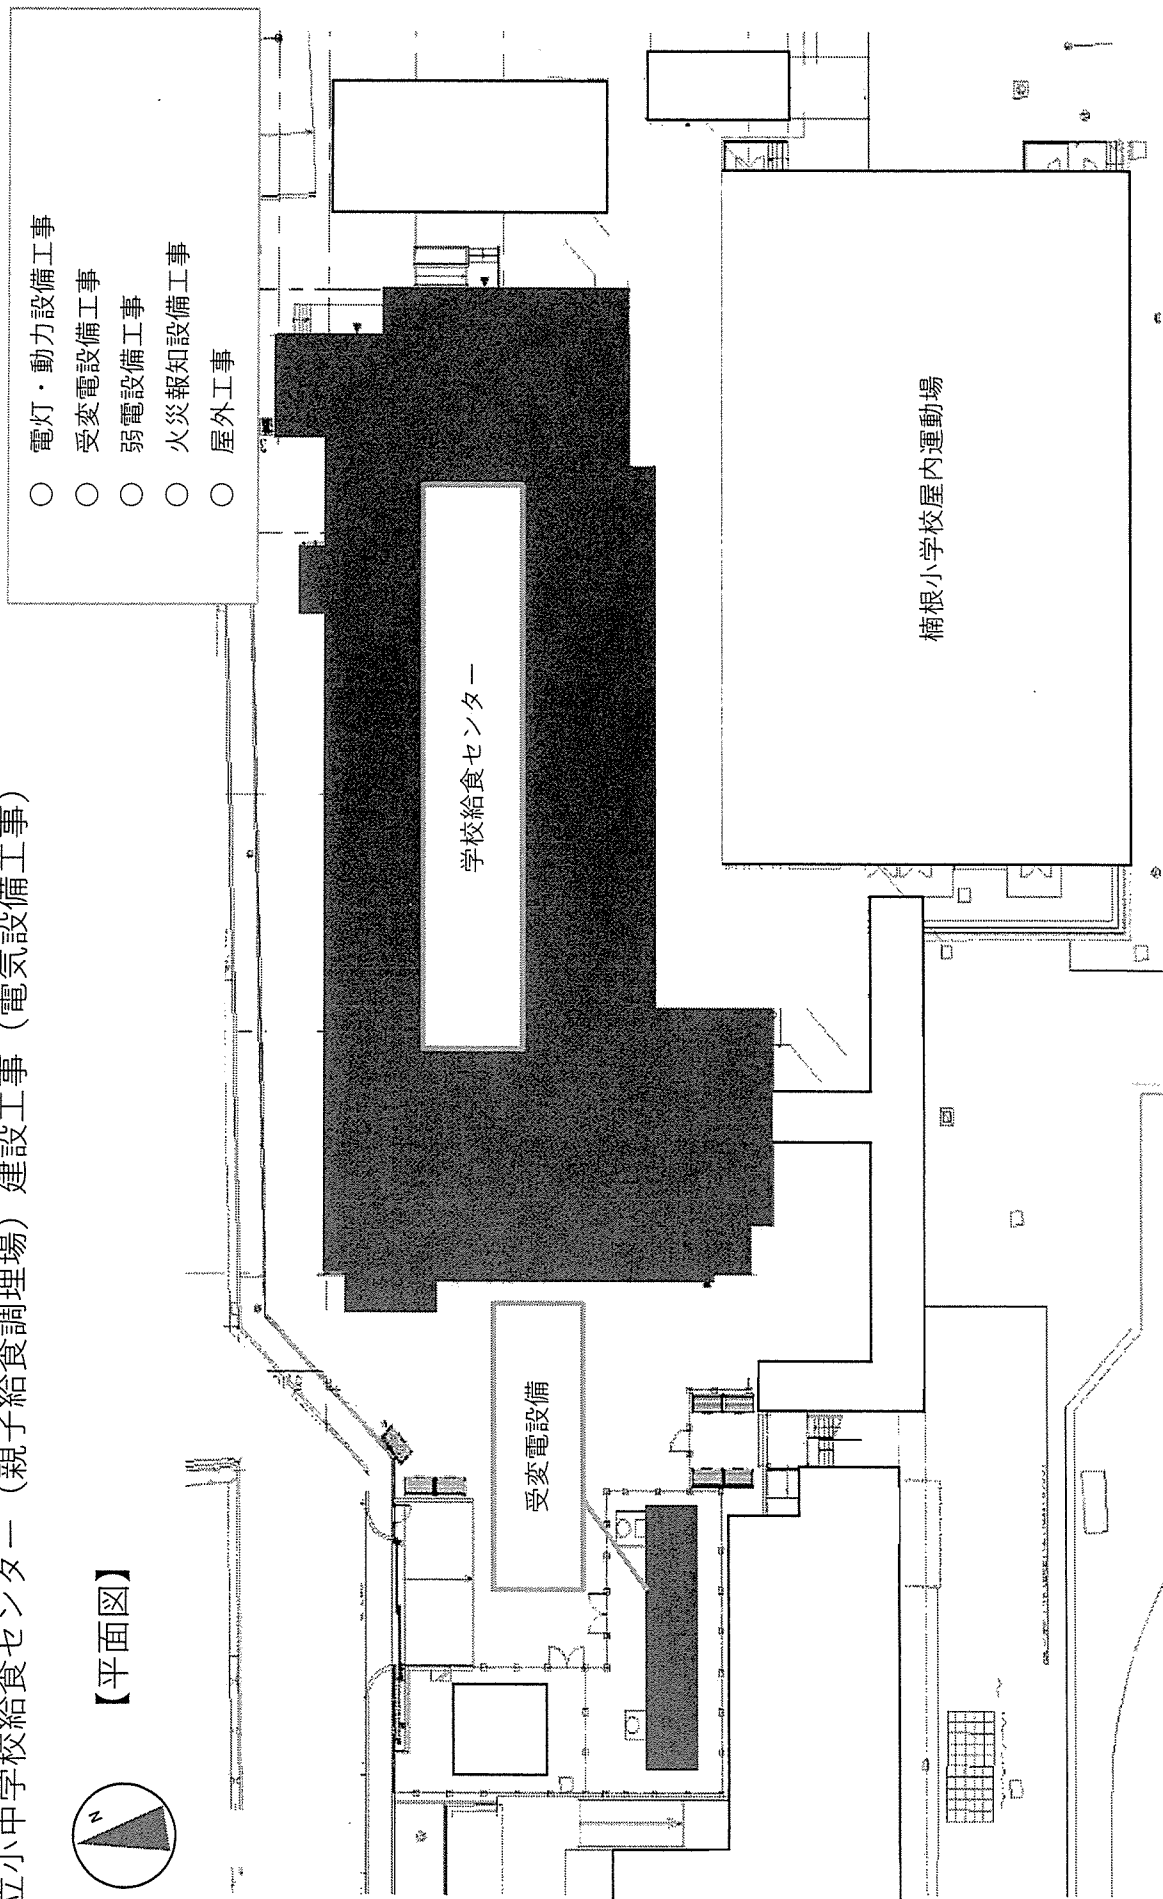 立小中学校給食センター（親子給食調理場）建設工事（電気設備工事）
【平面図】
N
○ 電灯・動力設備工事
○ 受変電設備工事
○ 弱電設備工事
○ 火災報知設備工事
○ 屋外工事
学校給食センター
受変電設備
楠根小学校屋内運動場